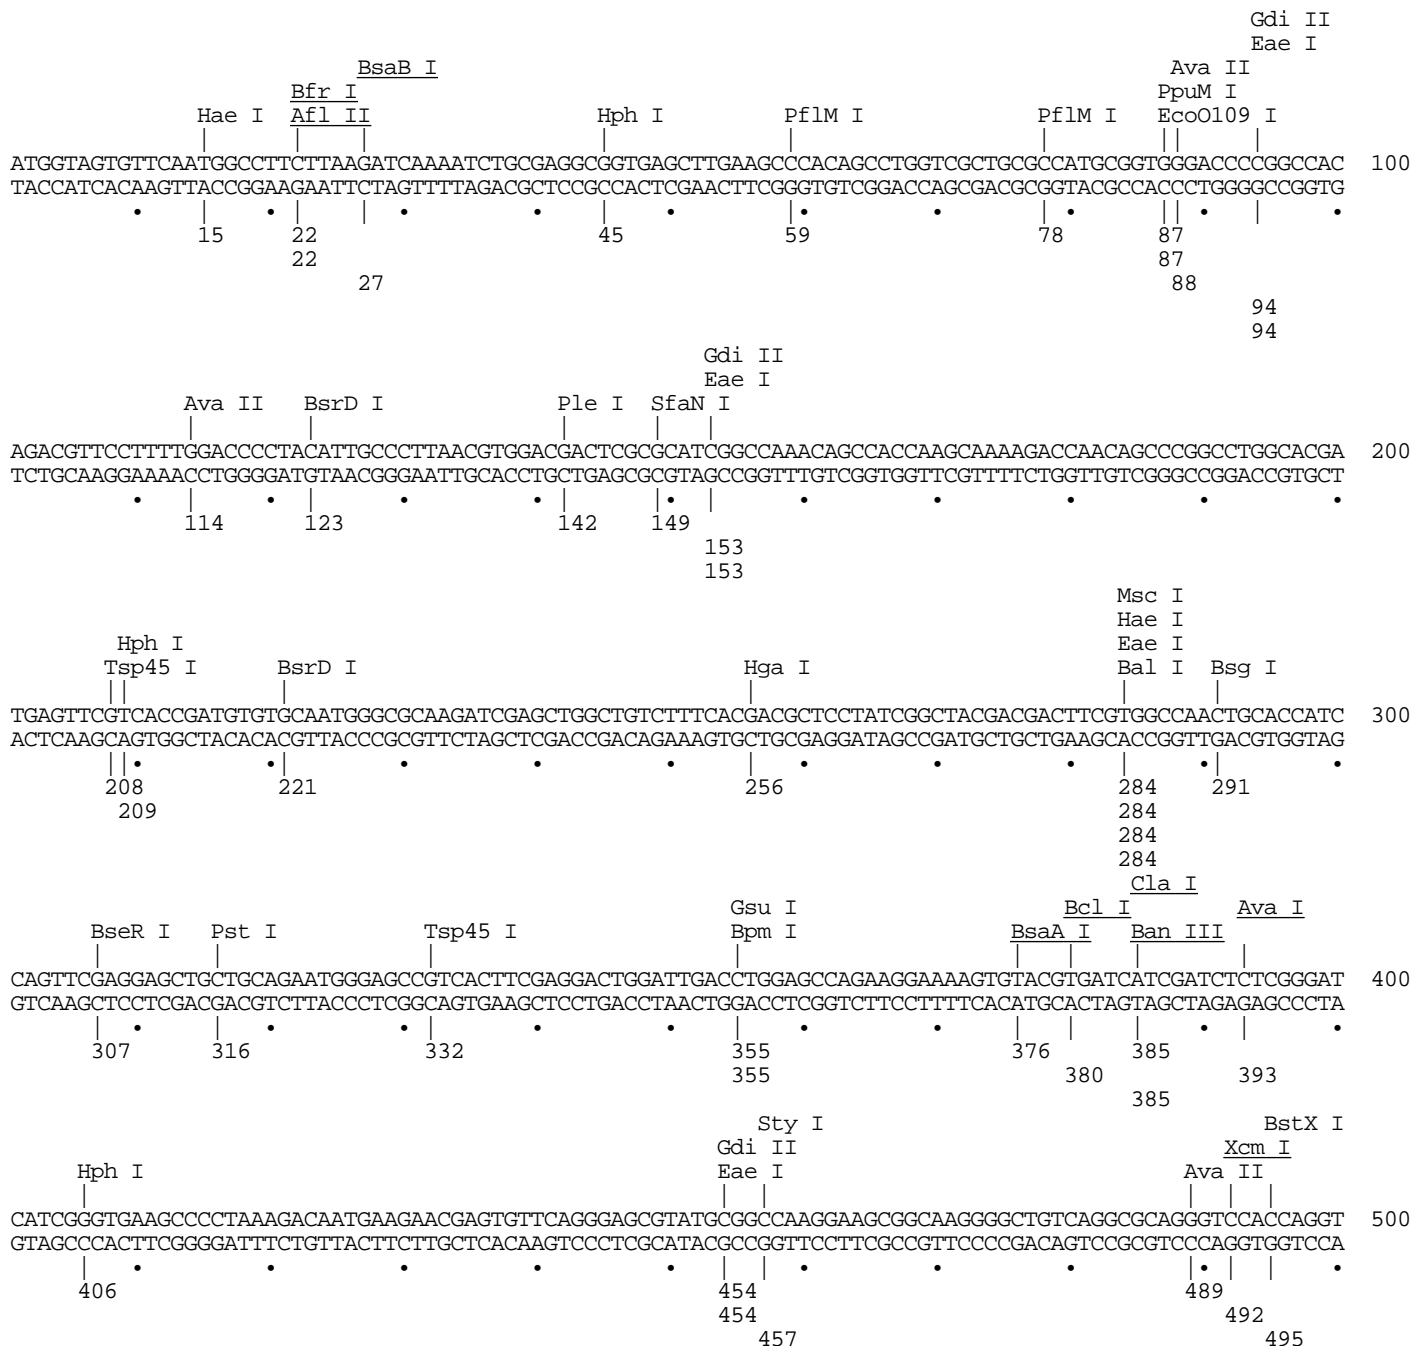 Gdi II
Eae I
BsaB I Ava II
Bfr I PpuM I
Hae I Afl II Hph I PflM I PflM I EcoO109 I
ATGGTAGTGTTCAATGGCCTTCTTAAGATCAAAATCTGCGAGGCGGTGAGCTTGAAGCCCACAGCCTGGTCGCTGCGCCATGCGGTGGGACCCCGGCCAC 100
TACCATCACAAGTTACCGGAAGAATTCTAGTTTTAGACGCTCCGCCACTCGAACTTCGGGTGTCGGACCAGCGACGCGGTACGCCACCCTGGGGCCGGTG
15 22 45 59 78 87
22 87
27 88
94
94
Gdi II
Eae I
Ava II BsrD I Ple I SfaN I
AGACGTTCCTTTTGGACCCCTACATTGCCCTTAACGTGGACGACTCGCGCATCGGCCAAACAGCCACCAAGCAAAAGACCAACAGCCCGGCCTGGCACGA 200
TCTGCAAGGAAAACCTGGGGATGTAACGGGAATTGCACCTGCTGAGCGCGTAGCCGGTTTGTCGGTGGTTCGTTTTCTGGTTGTCGGGCCGGACCGTGCT
114 123 142 149
153
153
Msc I
Hae I
Hph I Eae I
Tsp45 I BsrD I Hga I Bal I Bsg I
TGAGTTCGTCACCGATGTGTGCAATGGGCGCAAGATCGAGCTGGCTGTCTTTCACGACGCTCCTATCGGCTACGACGACTTCGTGGCCAACTGCACCATC 300
ACTCAAGCAGTGGCTACACACGTTACCCGCGTTCTAGCTCGACCGACAGAAAGTGCTGCGAGGATAGCCGATGCTGCTGAAGCACCGGTTGACGTGGTAG
208 221 256 284 291
209 284
284
284
Cla I
Gsu I Bcl I Ava I
BseR I Pst I Tsp45 I Bpm I BsaA I Ban III
CAGTTCGAGGAGCTGCTGCAGAATGGGAGCCGTCACTTCGAGGACTGGATTGACCTGGAGCCAGAAGGAAAAGTGTACGTGATCATCGATCTCTCGGGAT 400
GTCAAGCTCCTCGACGACGTCTTACCCTCGGCAGTGAAGCTCCTGACCTAACTGGACCTCGGTCTTCCTTTTCACATGCACTAGTAGCTAGAGAGCCCTA
307 316 332 355 376 385
355 380 393
385
Sty I BstX I
Gdi II Xcm I
Hph I Eae I Ava II
CATCGGGTGAAGCCCCTAAAGACAATGAAGAACGAGTGTTCAGGGAGCGTATGCGGCCAAGGAAGCGGCAAGGGGCTGTCAGGCGCAGGGTCCACCAGGT 500
GTAGCCCACTTCGGGGATTTCTGTTACTTCTTGCTCACAAGTCCCTCGCATACGCCGGTTCCTTCGCCGTTCCCCGACAGTCCGCGTCCCAGGTGGTCCA
406 454 489
454 492
457 495